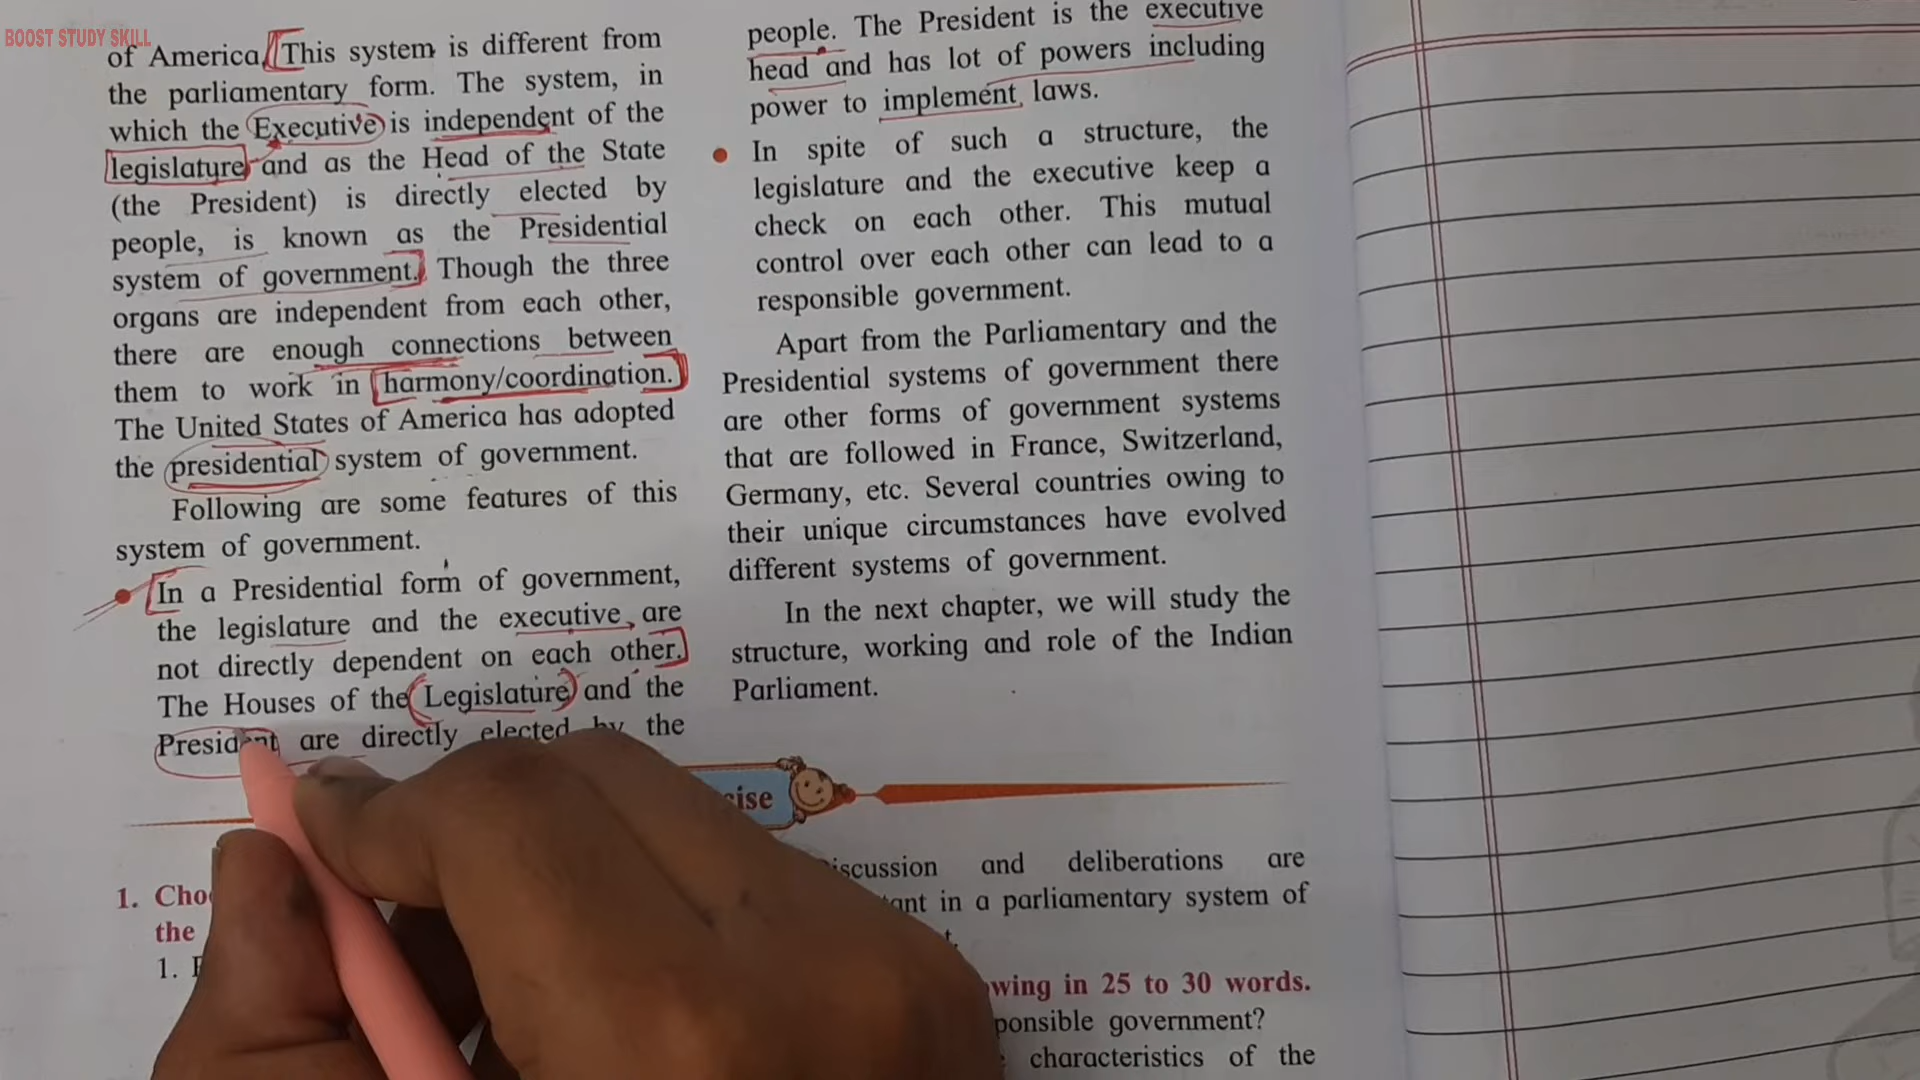 BOOST STUDY SKILL
of America. This system is different from
the parliamentary form. The system, in
which the Executive is independent of the
legislature and as the Head of the State
(the President) is directly elected by
people, is known as the Presidential
system of government. Though the three
organs are independent from each other,
there are enough connections between
them to work in harmony/coordination.
The United States of America has adopted
the presidential system of government.
Following are some features of this
system of government.
In a Presidential form of government,
the legislature and the executive are
not directly dependent on each other.
The Houses of the Legislature and the
President are directly elected by the
people. The President is the executive
head and has lot of powers including
power to implement laws.
In spite of such a structure, the
legislature and the executive keep a
check on each other. This mutual
control over each other can lead to a
responsible government.
Apart from the Parliamentary and the
Presidential systems of government there
are other forms of government systems
that are followed in France, Switzerland,
Germany, etc. Several countries owing to
their unique circumstances have evolved
different systems of government.
In the next chapter, we will study the
structure, working and role of the Indian
Parliament.
1.
the
1.
are
in a parliamentary system of
in 25 to 30 words.
government?
characteristics of the